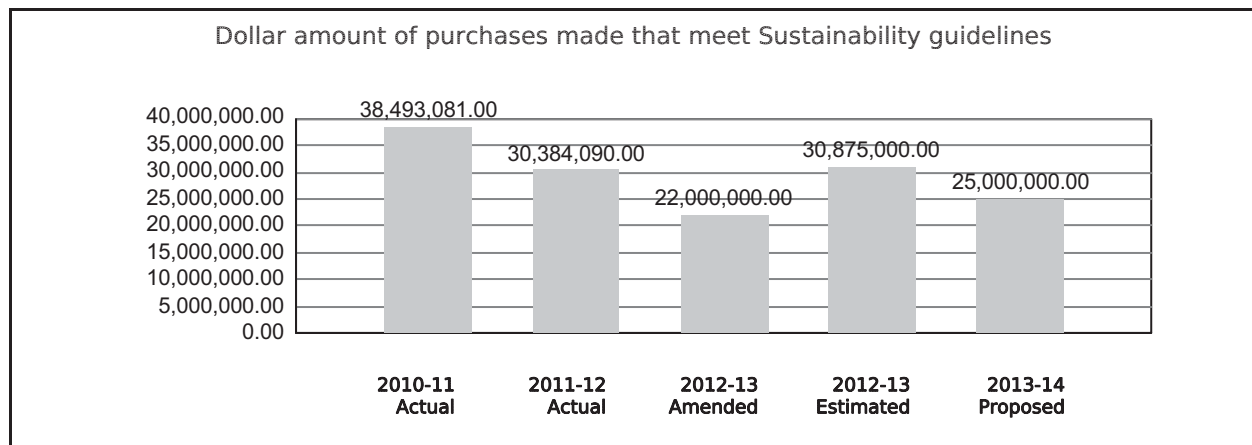 Dollar amount of purchases made that meet Sustainability guidelines
40,000,000.00
35,000,000.00
30,000,000.00
25,000,000.00
20,000,000.00
15,000,000.00
10,000,000.00
5,000,000.00
0.00
38,493,081.00
30,384,090.00
22,000,000.00
30,875,000.00
25,000,000.00
2010-11 Actual
2011-12 Actual
2012-13 Amended
2012-13 Estimated
2013-14 Proposed